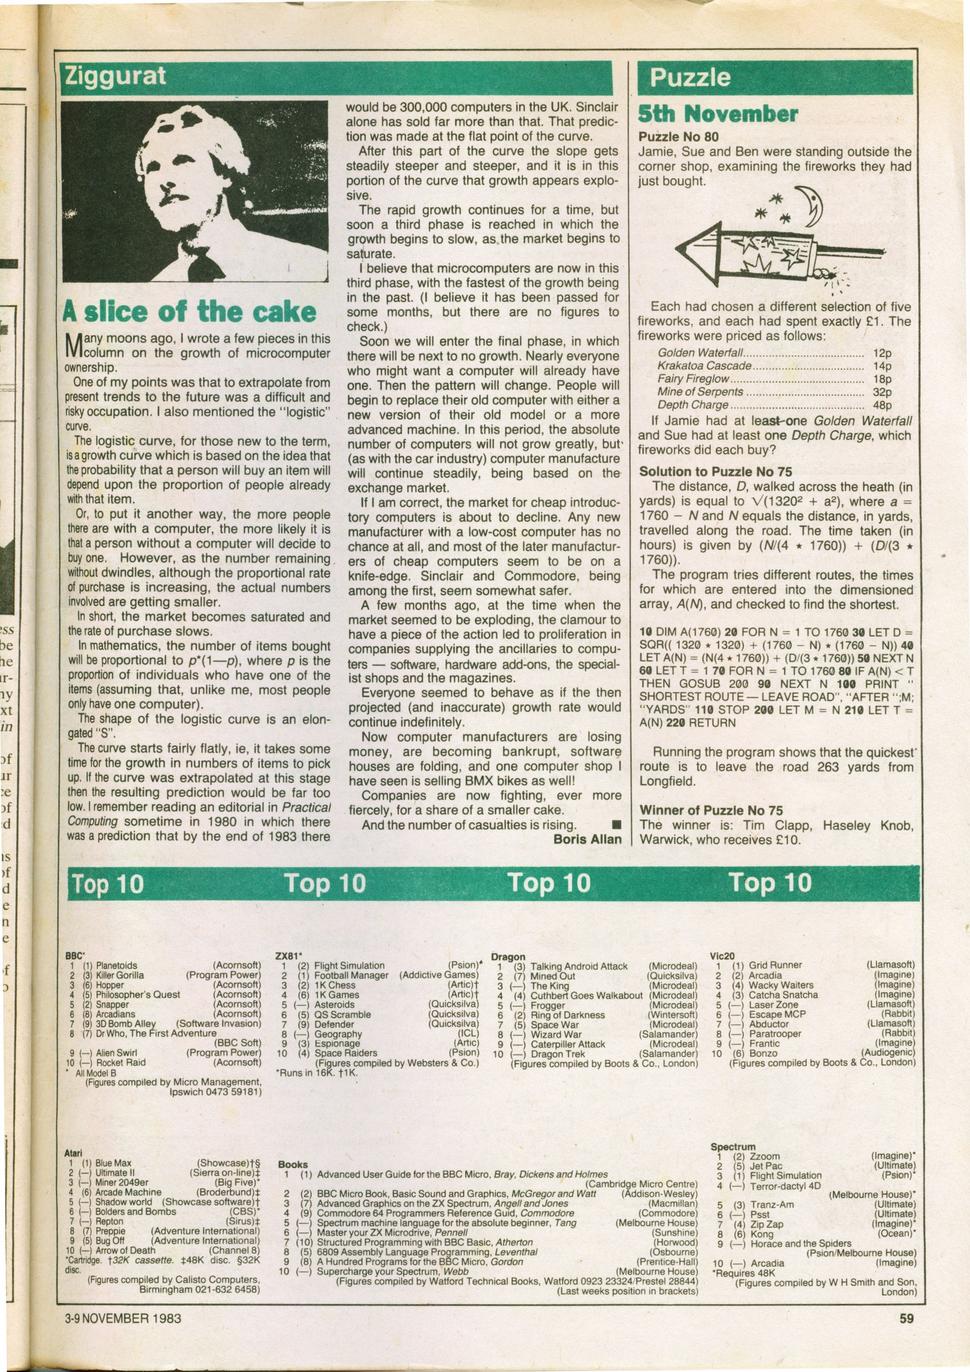 Ziggurat
A slice of the cake
Many moons ago, I wrote a few pieces in this
column on the growth of microcomputer
ownership.
One of my points was that to extrapolate from
present trends to the future was a difficult and
risky occupation. I also mentioned the "logistic"
curve.
The logistic curve, for those new to the term,
is a growth curve which is based on the idea that
the probability that a person will buy an item will
depend upon the proportion of people already
with that item.
Or, to put it another way, the more people
there are with a computer, the more likely it is
that a person without a computer will decide to
buy one. However, as the number remaining
without dwindles, although the proportional rate
of purchase is increasing, the actual numbers
involved are getting smaller.
In short, the market becomes saturated and
the rate of purchase slows.
In mathematics, the number of items bought
will be proportional to p*(1—p), where p is the
proportion of individuals who have one of the
items (assuming that, unlike me, most people
only have one computer).
The shape of the logistic curve is an elon-
gated "S".
The curve starts fairly flatly, ie, it takes some
time for the growth in numbers of items to pick
up. If the curve was extrapolated at this stage
then the resulting prediction would be far too
low. I remember reading an editorial in Practical
Computing sometime in 1980 in which there
was a prediction that by the end of 1983 there
would be 300,000 computers in the UK. Sinclair
alone has sold far more than that. That predic-
tion was made at the flat point of the curve.
After this part of the curve the slope gets
steadily steeper and steeper, and it is in this
portion of the curve that growth appears explo-
sive.
The rapid growth continues for a time, but
soon a third phase is reached in which the
growth begins to slow, as the market begins to
saturate.
I believe that microcomputers are now in this
third phase, with the fastest of the growth being
in the past. (I believe it has been passed for
some months, but there are no figures to
check.)
Soon we will enter the final phase, in which
there will be next to no growth. Nearly everyone
who might want a computer will already have
one. Then the pattern will change. People will
begin to replace their old computer with either a
new version of their old model or a more
advanced machine. In this period, the absolute
number of computers will not grow greatly, but
(as with the car industry) computer manufacture
will continue steadily, being based on the
exchange market.
If I am correct, the market for cheap introduc-
tory computers is about to decline. Any new
manufacturer with a low-cost computer has no
chance at all, and most of the later manufactur-
ers of cheap computers seem to be on a
knife-edge. Sinclair and Commodore, being
among the first, seem somewhat safer.
A few months ago, at the time when the
market seemed to be exploding, the clamour to
have a piece of the action led to proliferation in
companies supplying the ancillaries to compu-
ters — software, hardware add-ons, the special-
ist shops and the magazines.
Everyone seemed to behave as if the then
projected (and inaccurate) growth rate would
continue indefinitely.
Now computer manufacturers are losing
money, are becoming bankrupt, software
houses are folding, and one computer shop I
have seen is selling BMX bikes as well!
Companies are now fighting, ever more
fiercely, for a share of a smaller cake.
And the number of casualties is rising. ■
Boris Allan
Puzzle
5th November
Puzzle No 80
Jamie, Sue and Ben were standing outside the
corner shop, examining the fireworks they had
just bought.
Each had chosen a different selection of five
fireworks, and each had spent exactly £1. The
fireworks were priced as follows:
Golden Waterfall........ 12p
Krakatoa Cascade........ 14p
Fairy Fireglow........ 18p
Mine of Serpents........ 32p
Depth Charge........ 48p
If Jamie had at least one Golden Waterfall
and Sue had at least one Depth Charge, which
fireworks did each buy?
Solution to Puzzle No 75
The distance, D, walked across the heath (in
yards) is equal to √(1320² + a²), where a =
1760 − N and N equals the distance, in yards,
travelled along the road. The time taken (in
hours) is given by (N/(4 * 1760)) + (D/(3 *
1760)).
The program tries different routes, the times
for which are entered into the dimensioned
array, A(N), and checked to find the shortest.
10 DIM A(1760) 20 FOR N = 1 TO 1760 30 LET D =
SQR(( 1320 * 1320) + (1760 − N) * (1760 − N)) 40
LET A(N) = (N(4 * 1760)) + (D/(3 * 1760)) 50 NEXT N
60 LET T = 1 70 FOR N = 1 TO 1760 80 IF A(N) < T
THEN GOSUB 200 90 NEXT N 100 PRINT "
SHORTEST ROUTE — LEAVE ROAD", "AFTER ";M;
"YARDS" 110 STOP 200 LET M = N 210 LET T =
A(N) 220 RETURN
Running the program shows that the quickest
route is to leave the road 263 yards from
Longfield.
Winner of Puzzle No 75
The winner is: Tim Clapp, Haseley Knob,
Warwick, who receives £10.
Top 10 Top 10 Top 10 Top 10
BBC*
1 (1) Planetoids (Acornsoft)
2 (3) Killer Gorilla (Program Power)
3 (6) Hopper (Acornsoft)
4 (5) Philosopher's Quest (Acornsoft)
5 (2) Snapper (Acornsoft)
6 (8) Arcadians (Acornsoft)
7 (9) 3D Bomb Alley (Software Invasion)
8 (7) Dr Who, The First Adventure
(BBC Soft)
9 (—) Alien Swirl (Program Power)
10 (—) Rocket Raid (Acornsoft)
* All Model B
(Figures compiled by Micro Management,
Ipswich 0473 59181)
ZX81*
1 (2) Flight Simulation (Psion)*
2 (1) Football Manager (Addictive Games)
3 (2) 1K Chess (Artic)†
4 (6) 1K Games (Artic)†
5 (—) Asteroids (Quicksilva)
6 (5) QS Scramble (Quicksilva)
7 (9) Defender (Quicksilva)
8 (—) Geography (ICL)
9 (3) Espionage (Artic)
10 (4) Space Raiders (Psion)
(Figures compiled by Websters & Co.)
*Runs in 16K. †1K.
Dragon
1 (3) Talking Android Attack (Microdeal)
2 (7) Mined Out (Quicksilva)
3 (—) The King (Microdeal)
4 (4) Cuthbert Goes Walkabout (Microdeal)
5 (—) Frogger (Microdeal)
6 (2) Ring of Darkness (Wintersoft)
7 (5) Space War (Microdeal)
8 (—) Wizard War (Salamander)
9 (—) Caterpiller Attack (Microdeal)
10 (—) Dragon Trek (Salamander)
(Figures compiled by Boots & Co., London)
Vic20
1 (1) Grid Runner (Llamasoft)
2 (2) Arcadia (Imagine)
3 (4) Wacky Waiters (Imagine)
4 (3) Catcha Snatcha (Imagine)
5 (—) Laser Zone (Llamasoft)
6 (—) Escape MCP (Rabbit)
7 (—) Abductor (Llamasoft)
8 (—) Paratrooper (Rabbit)
9 (—) Frantic (Imagine)
10 (6) Bonzo (Audiogenic)
(Figures compiled by Boots & Co., London)
Atari
1 (1) Blue Max (Showcase)†§
2 (—) Ultimate II (Sierra on-line)‡
3 (—) Miner 2049er (Big Five)*
4 (6) Arcade Machine (Broderbund)‡
5 (—) Shadow world (Showcase software)†
6 (—) Bolders and Bombs (CBS)*
7 (—) Repton (Sirus)‡
8 (7) Preppie (Adventure International)
9 (5) Bug Off (Adventure International)
10 (—) Arrow of Death (Channel 8)
*Cartridge. †32K cassette. ‡48K disc. §32K
disc.
(Figures compiled by Calisto Computers,
Birmingham 021-632 6458)
Books
1 (1) Advanced User Guide for the BBC Micro, Bray, Dickens and Holmes
(Cambridge Micro Centre)
2 (2) BBC Micro Book, Basic Sound and Graphics, McGregor and Watt (Addison-Wesley)
3 (7) Advanced Graphics on the ZX Spectrum, Angell and Jones (Macmillan)
4 (9) Commodore 64 Programmers Reference Guid, Commodore (Commodore)
5 (—) Spectrum machine language for the absolute beginner, Tang (Melbourne House)
6 (—) Master your ZX Microdrive, Pennell (Sunshine)
7 (10) Structured Programming with BBC Basic, Atherton (Horwood)
8 (5) 6809 Assembly Language Programming, Leventhal (Osbourne)
9 (8) A Hundred Programs for the BBC Micro, Gordon (Prentice-Hall)
10 (—) Supercharge your Spectrum, Webb (Melbourne House)
(Figures compiled by Watford Technical Books, Watford 0923 23324/Prestel 28844)
(Last weeks position in brackets)
Spectrum
1 (2) Zzoom (Imagine)*
2 (5) Jet Pac (Ultimate)
3 (1) Flight Simulation (Psion)*
4 (—) Terror-dactyl 4D
(Melbourne House)*
5 (3) Tranz-Am (Ultimate)
6 (—) Psst (Ultimate)
7 (4) Zip Zap (Imagine)*
8 (6) Kong (Ocean)*
9 (—) Horace and the Spiders
(Psion/Melbourne House)
10 (—) Arcadia (Imagine)
*Requires 48K
(Figures compiled by W H Smith and Son,
London)
3-9 NOVEMBER 1983
59